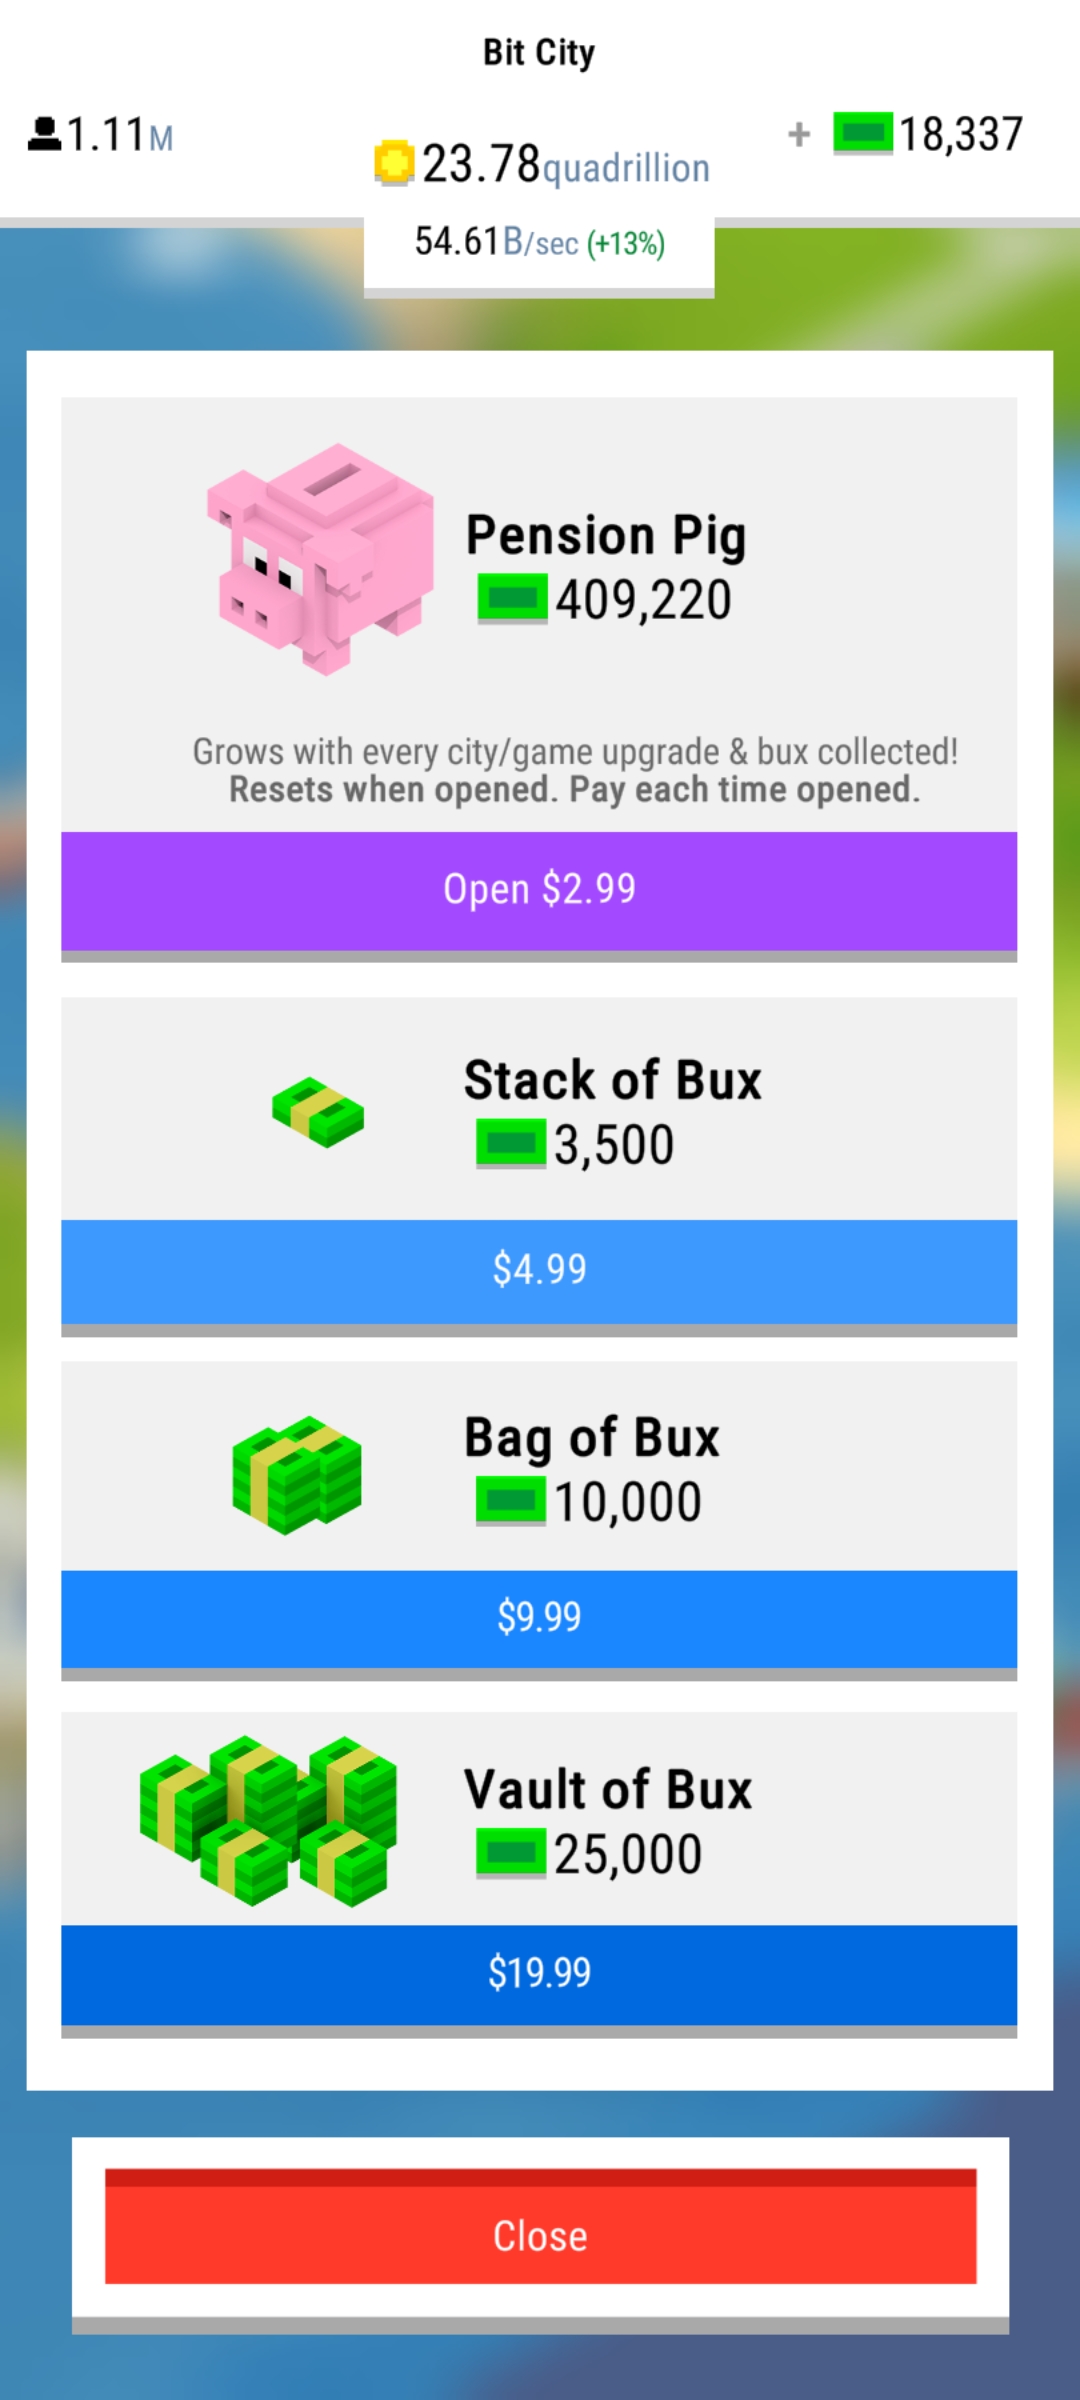 Bit City
1.11M
+ 18,337
23.78quadrillion
54.61B/sec (+13%)
Pension Pig
409,220
Grows with every city/game upgrade & bux collected!
Resets when opened. Pay each time opened.
Open $2.99
Stack of Bux
3,500
$4.99
Bag of Bux
10,000
$9.99
Vault of Bux
25,000
$19.99
Close